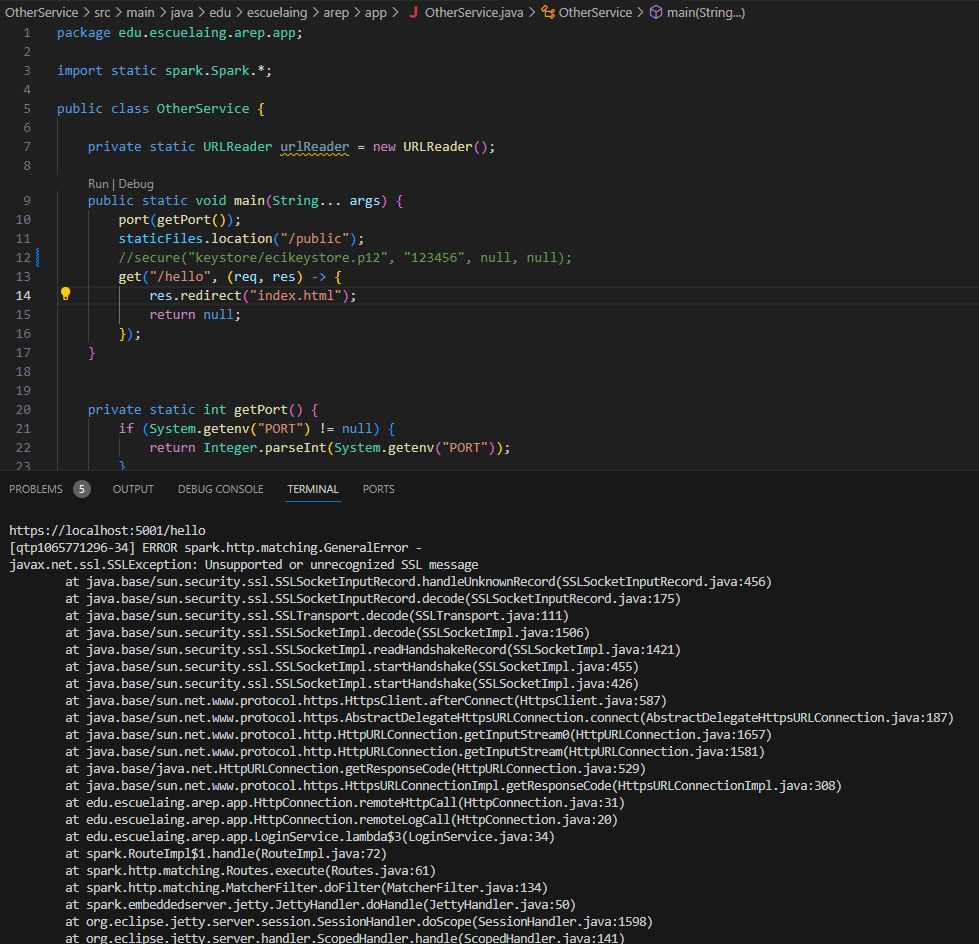 OtherService > src > main > java > edu > escuelaing > arep > app > J OtherService.java > OtherService > main(String...)
1 package edu.escuelaing.arep.app;
2
3 import static spark.Spark.*;
4
5 public class OtherService {
6
7 private static URLReader urlReader = new URLReader();
8
Run | Debug
9 public static void main(String... args) {
10 port(getPort());
11 staticFiles.location("/public");
12 //secure("keystore/ecikeystore.p12", "123456", null, null);
13 get("/hello", (req, res) -> {
14 res.redirect("index.html");
15 return null;
16 });
17 }
18
19
20 private static int getPort() {
21 if (System.getenv("PORT") != null) {
22 return Integer.parseInt(System.getenv("PORT"));
23 }
PROBLEMS 5 OUTPUT DEBUG CONSOLE TERMINAL PORTS
https://localhost:5001/hello
[qtp1065771296-34] ERROR spark.http.matching.GeneralError -
javax.net.ssl.SSLException: Unsupported or unrecognized SSL message
at java.base/sun.security.ssl.SSLSocketInputRecord.handleUnknownRecord(SSLSocketInputRecord.java:456)
at java.base/sun.security.ssl.SSLSocketInputRecord.decode(SSLSocketInputRecord.java:175)
at java.base/sun.security.ssl.SSLTransport.decode(SSLTransport.java:111)
at java.base/sun.security.ssl.SSLSocketImpl.decode(SSLSocketImpl.java:1506)
at java.base/sun.security.ssl.SSLSocketImpl.readHandshakeRecord(SSLSocketImpl.java:1421)
at java.base/sun.security.ssl.SSLSocketImpl.startHandshake(SSLSocketImpl.java:455)
at java.base/sun.security.ssl.SSLSocketImpl.startHandshake(SSLSocketImpl.java:426)
at java.base/sun.net.www.protocol.https.HttpsClient.afterConnect(HttpsClient.java:587)
at java.base/sun.net.www.protocol.https.AbstractDelegateHttpsURLConnection.connect(AbstractDelegateHttpsURLConnection.java:187)
at java.base/sun.net.www.protocol.http.HttpURLConnection.getInputStream0(HttpURLConnection.java:1657)
at java.base/sun.net.www.protocol.http.HttpURLConnection.getInputStream(HttpURLConnection.java:1581)
at java.base/java.net.HttpURLConnection.getResponseCode(HttpURLConnection.java:529)
at java.base/sun.net.www.protocol.https.HttpsURLConnectionImpl.getResponseCode(HttpsURLConnectionImpl.java:308)
at edu.escuelaing.arep.app.HttpConnection.remoteHttpCall(HttpConnection.java:31)
at edu.escuelaing.arep.app.HttpConnection.remoteLogCall(HttpConnection.java:20)
at edu.escuelaing.arep.app.LoginService.lambda$3(LoginService.java:34)
at spark.RouteImpl$1.handle(RouteImpl.java:72)
at spark.http.matching.Routes.execute(Routes.java:61)
at spark.http.matching.MatcherFilter.doFilter(MatcherFilter.java:134)
at spark.embeddedserver.jetty.JettyHandler.doHandle(JettyHandler.java:50)
at org.eclipse.jetty.server.session.SessionHandler.doScope(SessionHandler.java:1598)
at org.eclipse.jetty.server.handler.ScopedHandler.handle(ScopedHandler.java:141)